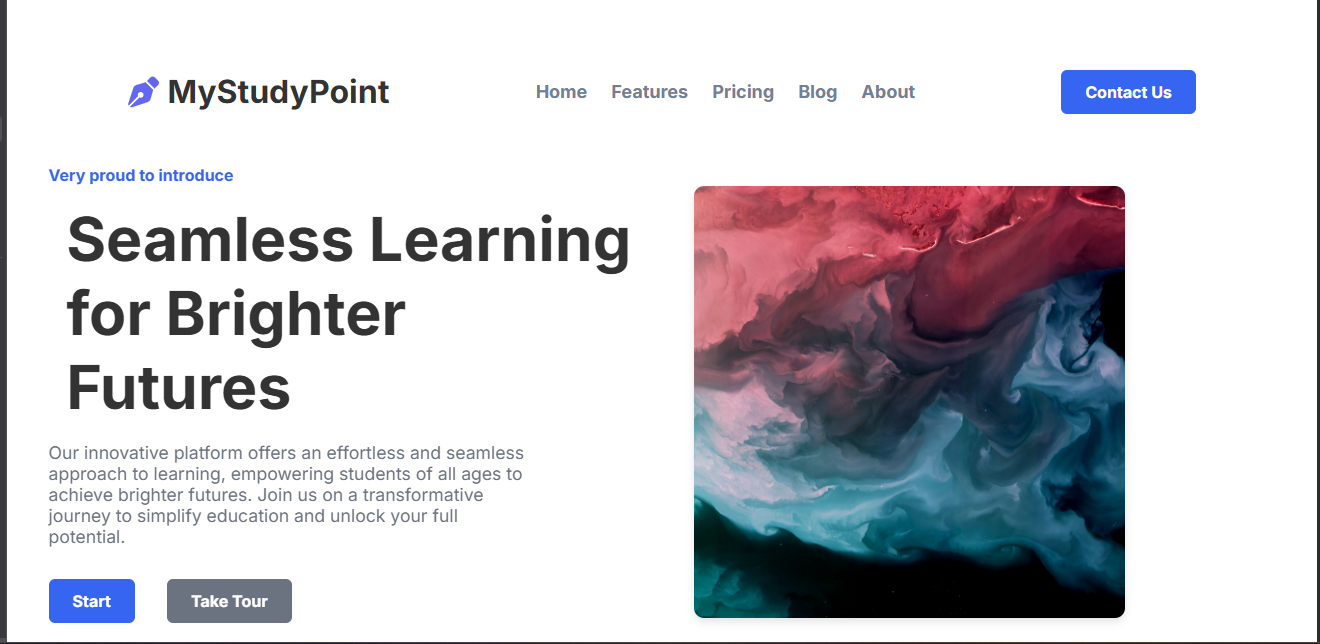 MyStudyPoint
Home Features Pricing Blog About
Contact Us
Very proud to introduce
Seamless Learning
for Brighter
Futures
Our innovative platform offers an effortless and seamless
approach to learning, empowering students of all ages to
achieve brighter futures. Join us on a transformative
journey to simplify education and unlock your full
potential.
Start
Take Tour